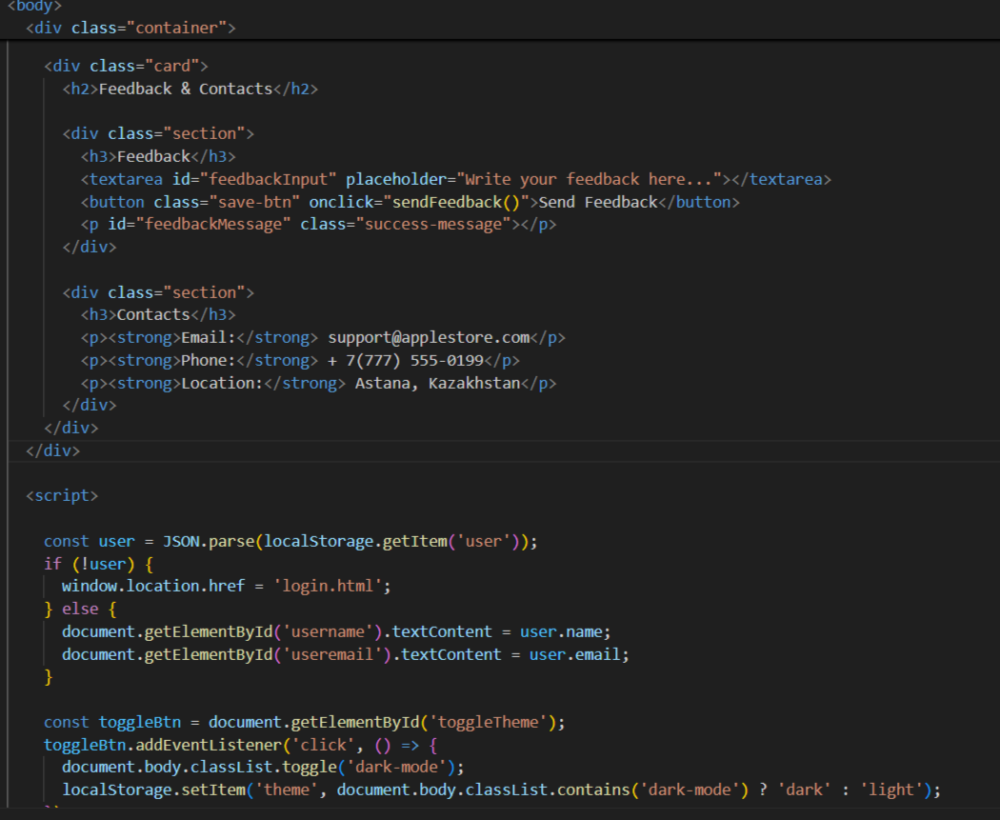 <body>
<div class="container">
<div class="card">
<h2>Feedback & Contacts</h2>
<div class="section">
<h3>Feedback</h3>
<textarea id="feedbackInput" placeholder="Write your feedback here..."></textarea>
<button class="save-btn" onclick="sendFeedback()">Send Feedback</button>
<p id="feedbackMessage" class="success-message"></p>
</div>
<div class="section">
<h3>Contacts</h3>
<p><strong>Email:</strong> support@applestore.com</p>
<p><strong>Phone:</strong> + 7(777) 555-0199</p>
<p><strong>Location:</strong> Astana, Kazakhstan</p>
</div>
</div>
</div>
<script>
const user = JSON.parse(localStorage.getItem('user'));
if (!user) {
window.location.href = 'login.html';
} else {
document.getElementById('username').textContent = user.name;
document.getElementById('useremail').textContent = user.email;
}
const toggleBtn = document.getElementById('toggleTheme');
toggleBtn.addEventListener('click', () => {
document.body.classList.toggle('dark-mode');
localStorage.setItem('theme', document.body.classList.contains('dark-mode') ? 'dark' : 'light');